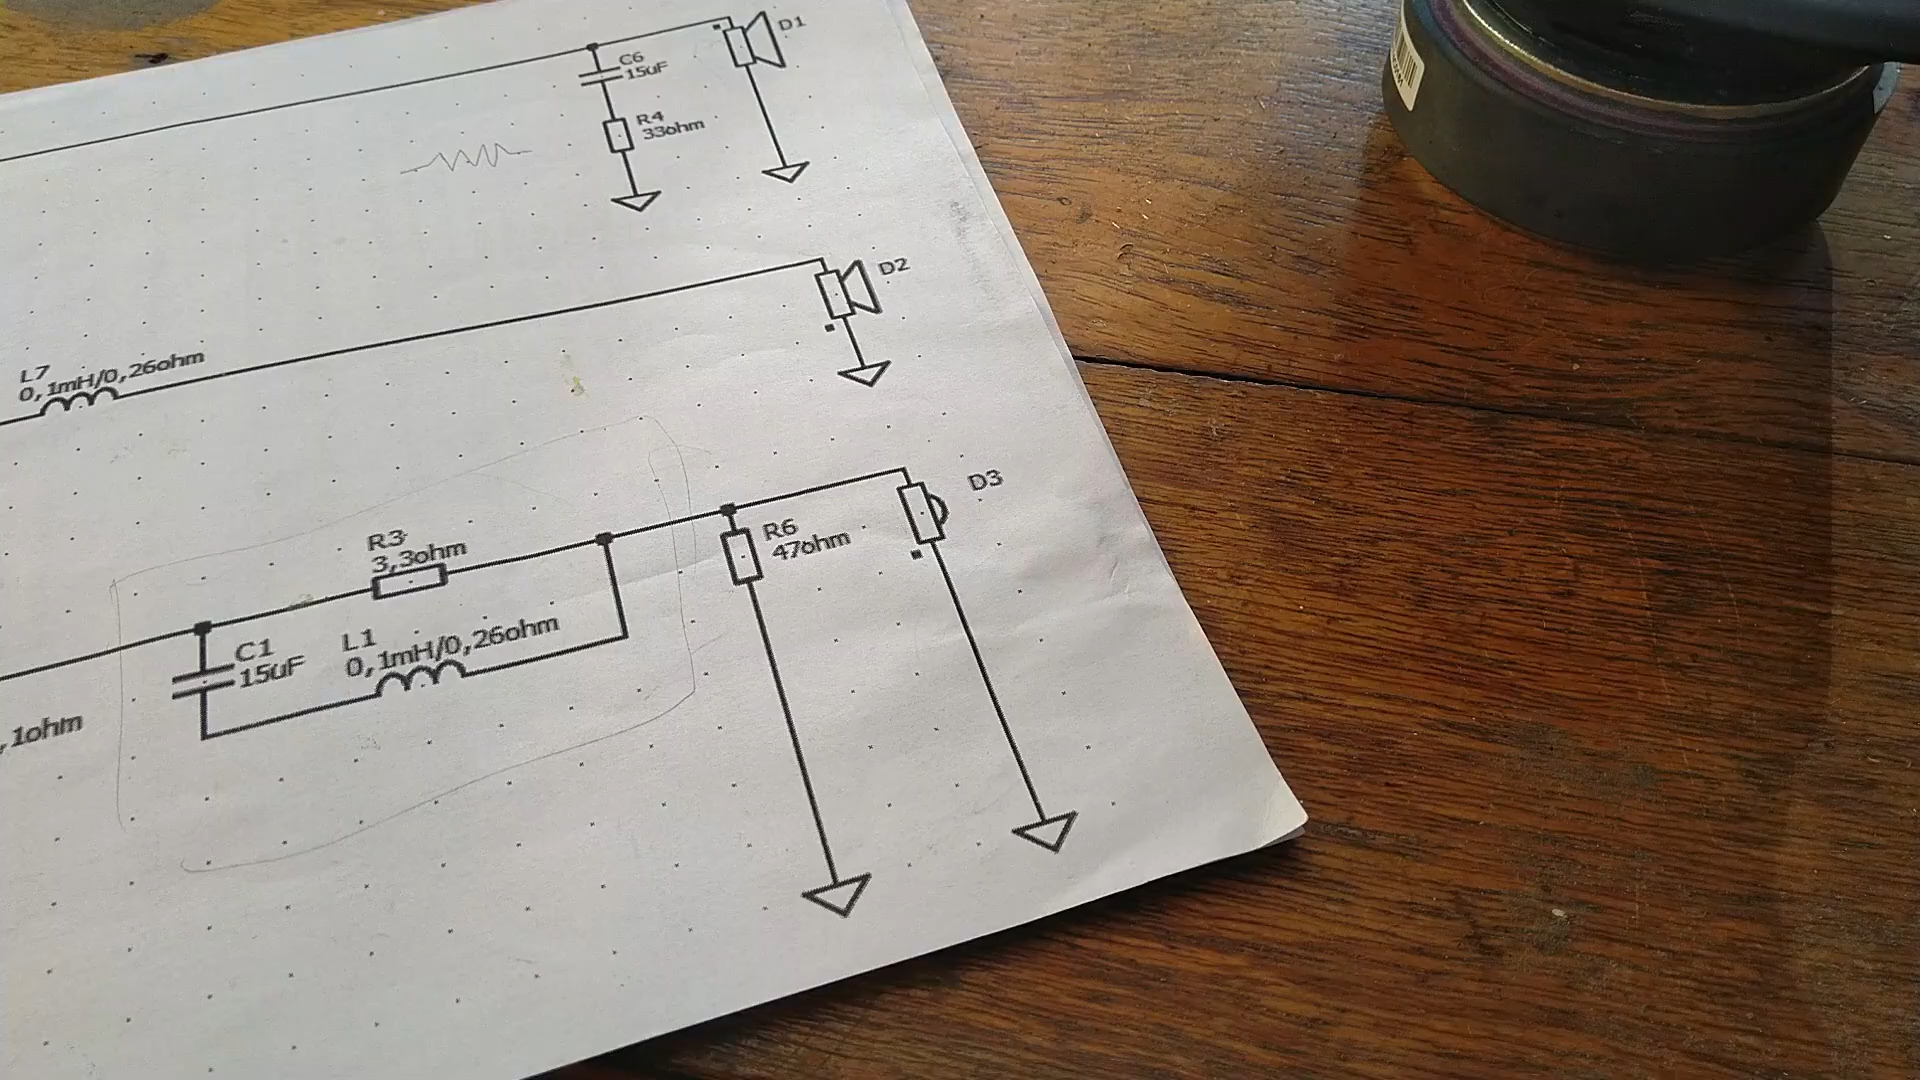 D1
C6
15uF
R4
33ohm
D2
L7
0,1mH/0,26ohm
D3
R3
3,3ohm
R6
47ohm
C1
15uF
L1
0,1mH/0,26ohm
,1ohm